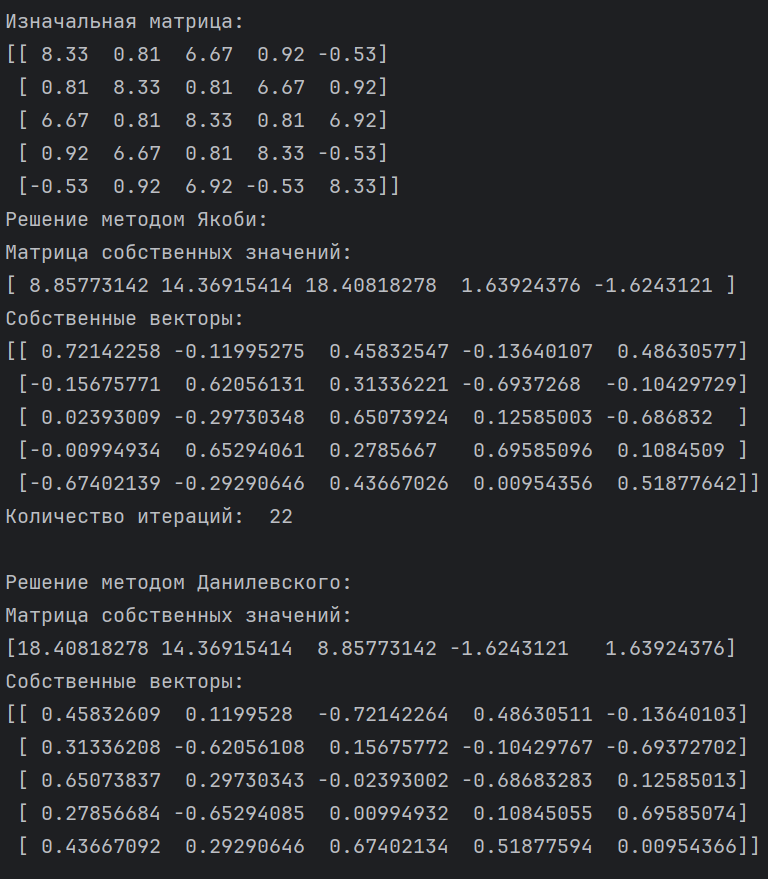 Изначальная матрица:
[[ 8.33  0.81  6.67  0.92 -0.53]
 [ 0.81  8.33  0.81  6.67  0.92]
 [ 6.67  0.81  8.33  0.81  6.92]
 [ 0.92  6.67  0.81  8.33 -0.53]
 [-0.53  0.92  6.92 -0.53  8.33]]
Решение методом Якоби:
Матрица собственных значений:
[ 8.85773142 14.36915414 18.40818278  1.63924376 -1.6243121 ]
Собственные векторы:
[[ 0.72142258 -0.11995275  0.45832547 -0.13640107  0.48630577]
 [-0.15675771  0.62056131  0.31336221 -0.6937268  -0.10429729]
 [ 0.02393009 -0.29730348  0.65073924  0.12585003 -0.686832  ]
 [-0.00994934  0.65294061  0.2785667   0.69585096  0.1084509 ]
 [-0.67402139 -0.29290646  0.43667026  0.00954356  0.51877642]]
Количество итераций:  22

Решение методом Данилевского:
Матрица собственных значений:
[18.40818278 14.36915414  8.85773142 -1.6243121   1.63924376]
Собственные векторы:
[[ 0.45832609  0.1199528  -0.72142264  0.48630511 -0.13640103]
 [ 0.31336208 -0.62056108  0.15675772 -0.10429767 -0.69372702]
 [ 0.65073837  0.29730343 -0.02393002 -0.68683283  0.12585013]
 [ 0.27856684 -0.65294085  0.00994932  0.10845055  0.69585074]
 [ 0.43667092  0.29290646  0.67402134  0.51877594  0.00954366]]